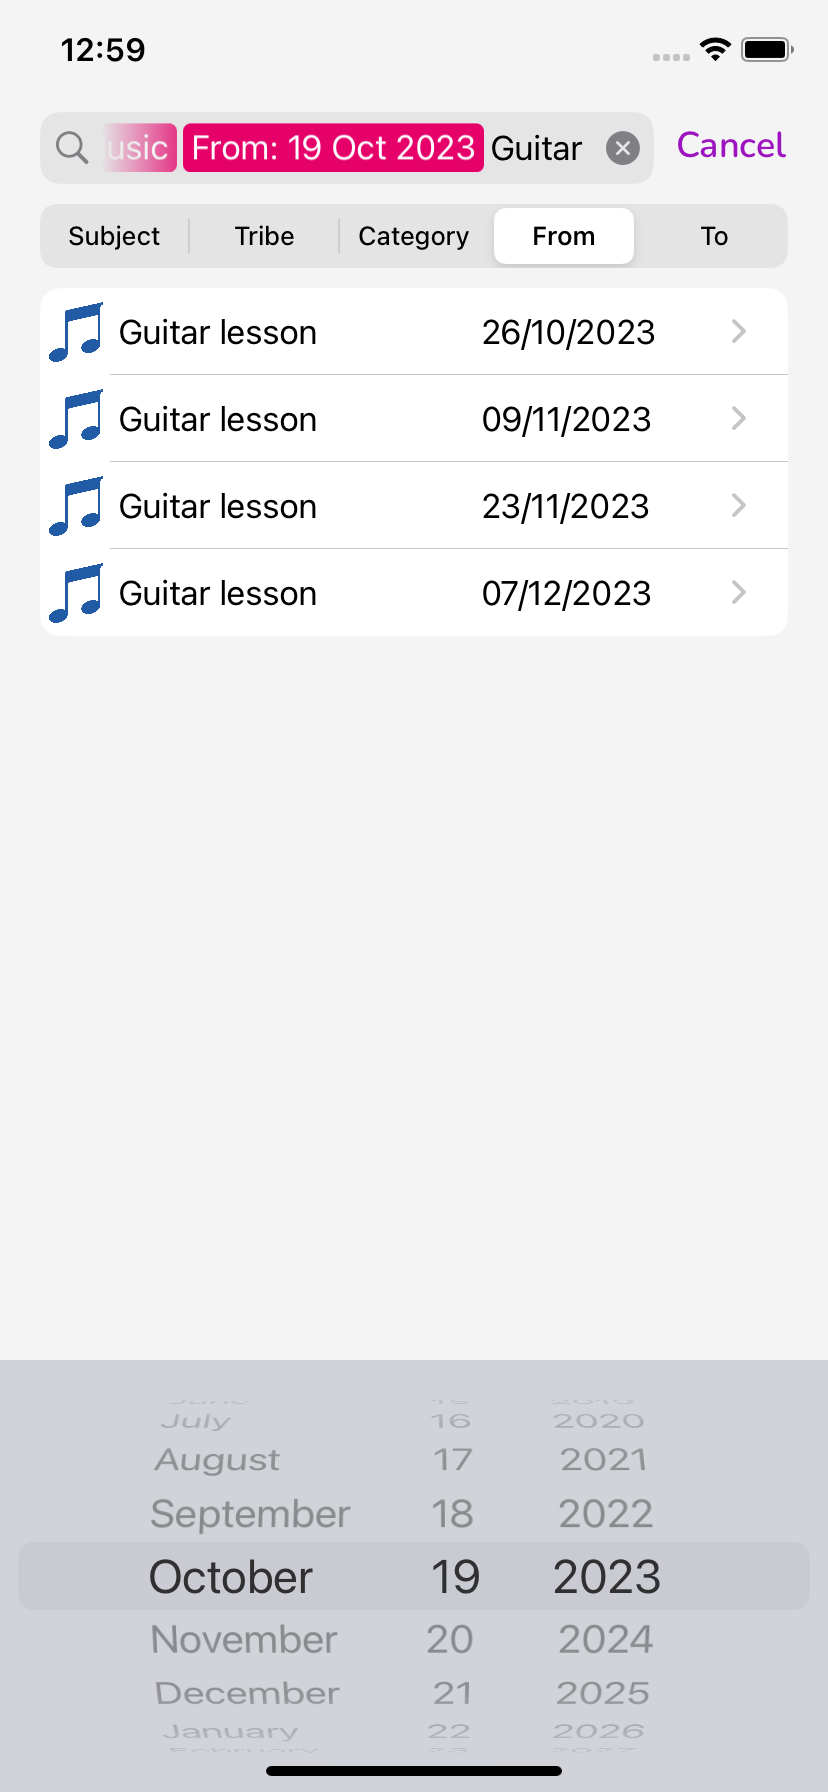 12:59
usic From: 19 Oct 2023 Guitar Cancel
Subject Tribe Category From To
Guitar lesson 26/10/2023
Guitar lesson 09/11/2023
Guitar lesson 23/11/2023
Guitar lesson 07/12/2023
July 16 2020
August 17 2021
September 18 2022
October 19 2023
November 20 2024
December 21 2025
January 22 2026